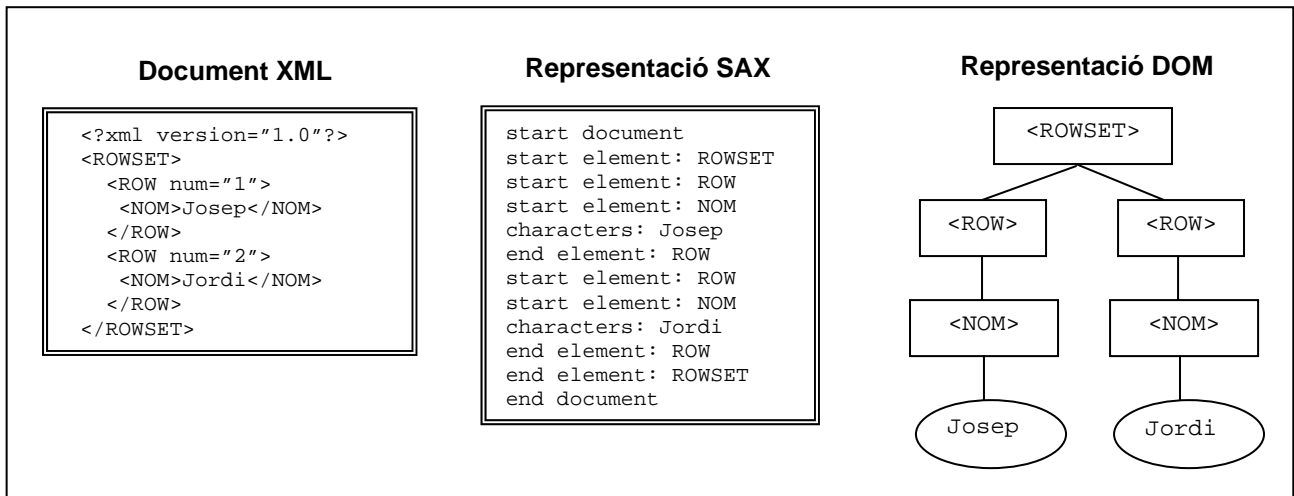 Document XML
<?xml version="1.0"?>
<ROWSET>
<ROW num="1">
<NOM>Josep</NOM>
</ROW>
<ROW num="2">
<NOM>Jordi</NOM>
</ROW>
</ROWSET>
Representació SAX
start document
start element: ROWSET
start element: ROW
start element: NOM
characters: Josep
end element: ROW
start element: ROW
start element: NOM
characters: Jordi
end element: ROW
end element: ROWSET
end document
Representació DOM
<ROWSET>
<ROW> <ROW>
<NOM> <NOM>
Josep Jordi